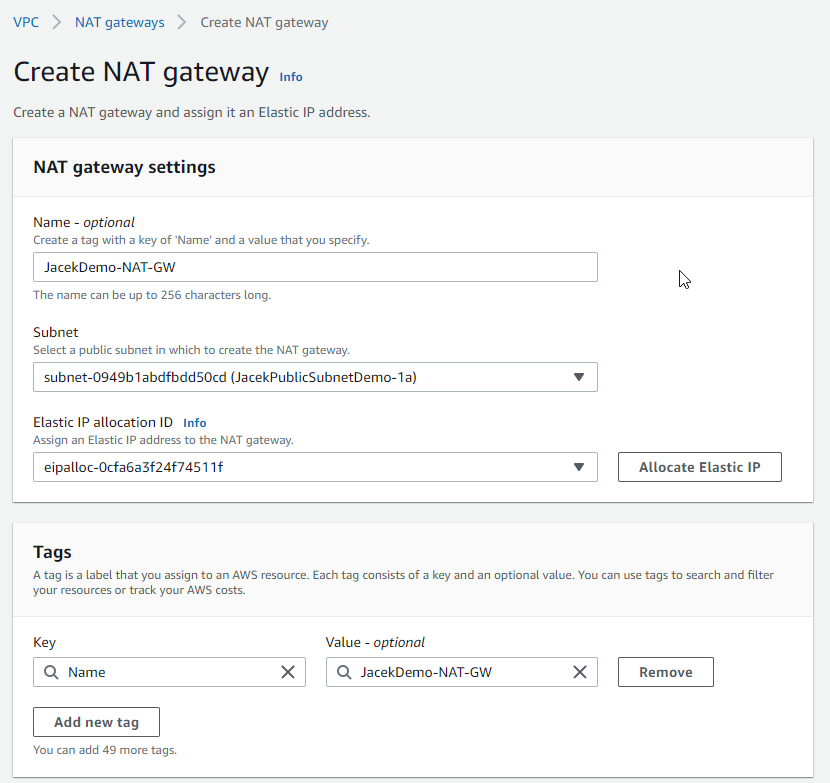 VPC > NAT gateways > Create NAT gateway
Create NAT gateway Info
Create a NAT gateway and assign it an Elastic IP address.
NAT gateway settings
Name - optional
Create a tag with a key of 'Name' and a value that you specify.
JacekDemo-NAT-GW
The name can be up to 256 characters long.
Subnet
Select a public subnet in which to create the NAT gateway.
subnet-0949b1abdfbdd50cd (JacekPublicSubnetDemo-1a)
Elastic IP allocation ID Info
Assign an Elastic IP address to the NAT gateway.
eipalloc-0cfa6a3f24f74511f Allocate Elastic IP
Tags
A tag is a label that you assign to an AWS resource. Each tag consists of a key and an optional value. You can use tags to search and filter
your resources or track your AWS costs.
Key Value - optional
Name JacekDemo-NAT-GW Remove
Add new tag
You can add 49 more tags.